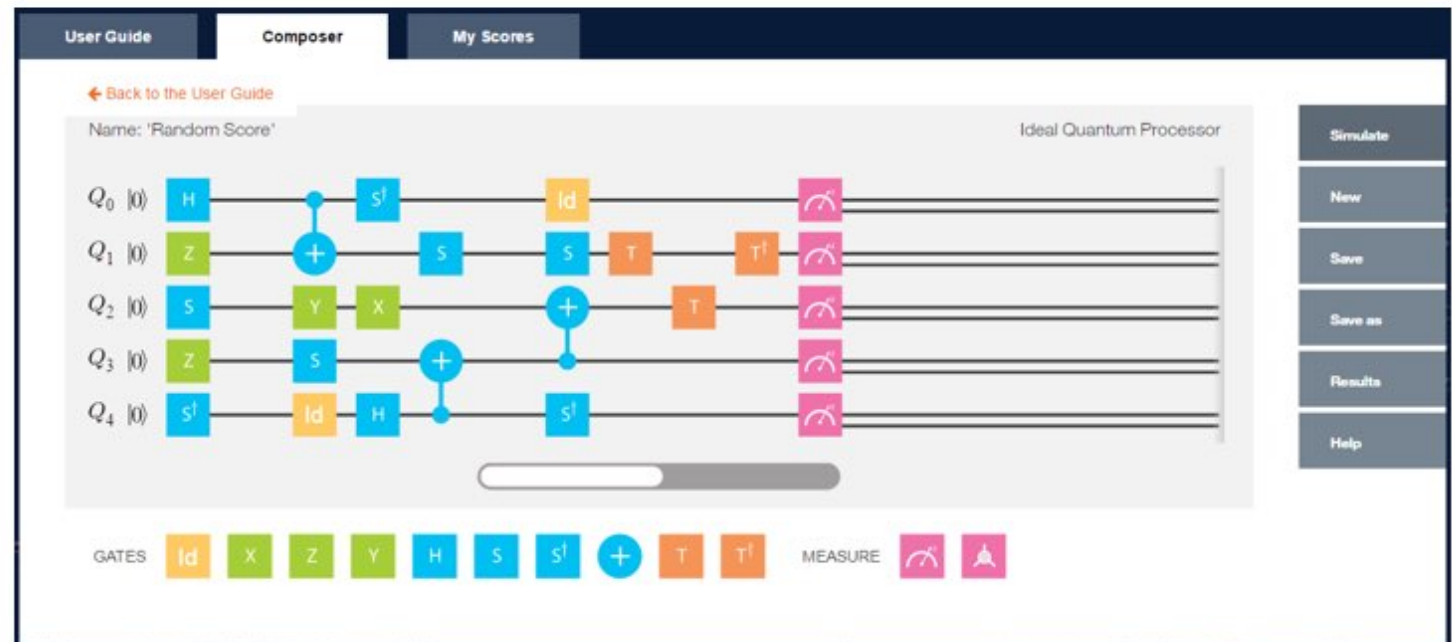 User Guide Composer My Scores
← Back to the User Guide
Name: 'Random Score' Ideal Quantum Processor
Simulate
New
Save
Save as
Results
Help
Q₀ |0⟩ H S† Id
Q₁ |0⟩ Z + S S T T†
Q₂ |0⟩ S Y X + T
Q₃ |0⟩ Z S +
Q₄ |0⟩ S† Id H S†
GATES Id X Z Y H S S† + T T† MEASURE